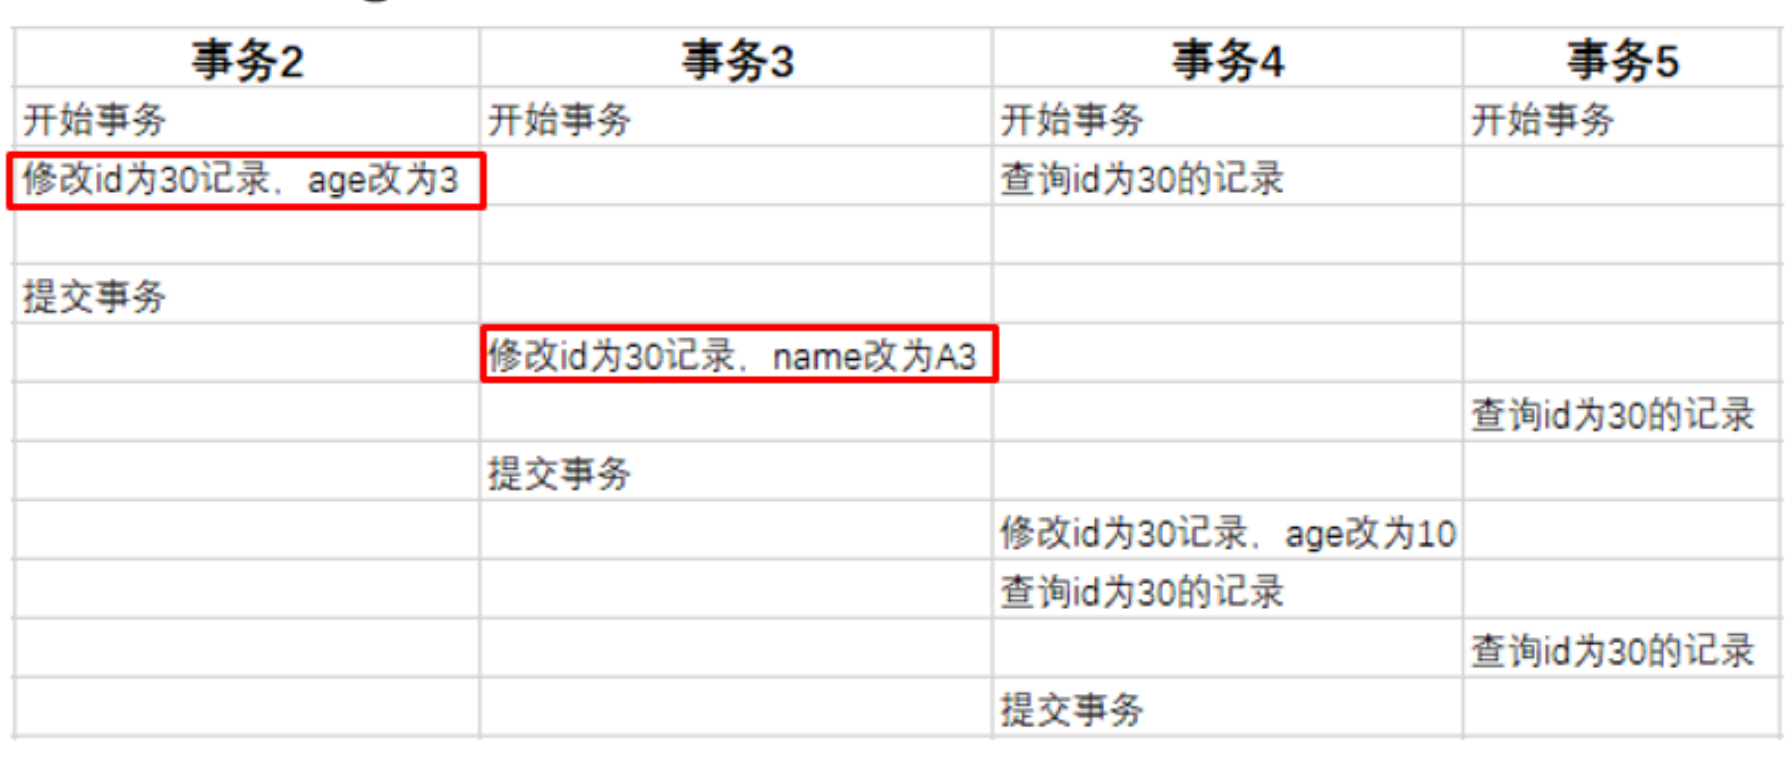 事务2 事务3 事务4 事务5
开始事务 开始事务 开始事务 开始事务
修改id为30记录，age改为3 查询id为30的记录
提交事务
修改id为30记录，name改为A3
查询id为30的记录
提交事务
修改id为30记录，age改为10
查询id为30的记录
查询id为30的记录
提交事务